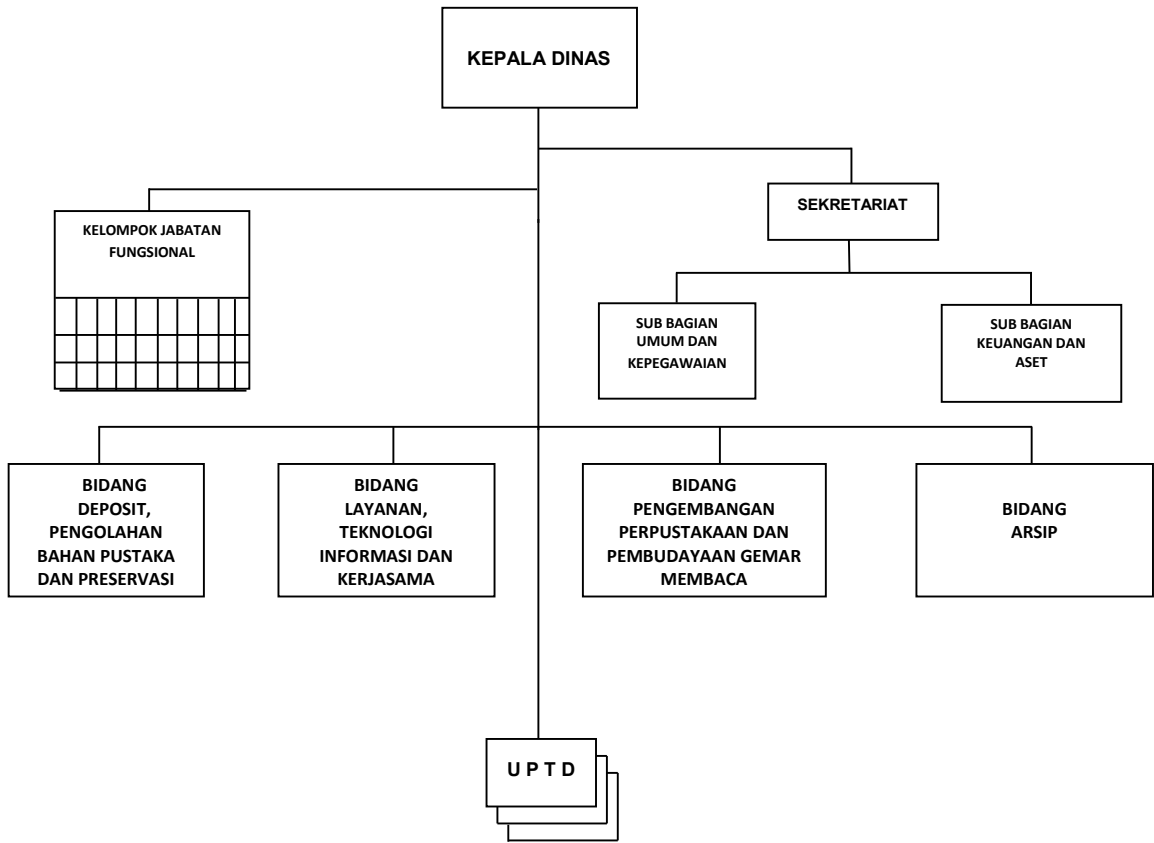 KEPALA DINAS
SEKRETARIAT
KELOMPOK JABATAN
FUNGSIONAL
SUB BAGIAN
UMUM DAN
KEPEGAWAIAN
SUB BAGIAN
KEUANGAN DAN
ASET
BIDANG
DEPOSIT,
PENGOLAHAN
BAHAN PUSTAKA
DAN PRESERVASI
BIDANG
LAYANAN,
TEKNOLOGI
INFORMASI DAN
KERJASAMA
BIDANG
PENGEMBANGAN
PERPUSTAKAAN DAN
PEMBUDAYAAN GEMAR
MEMBACA
BIDANG
ARSIP
U P T D